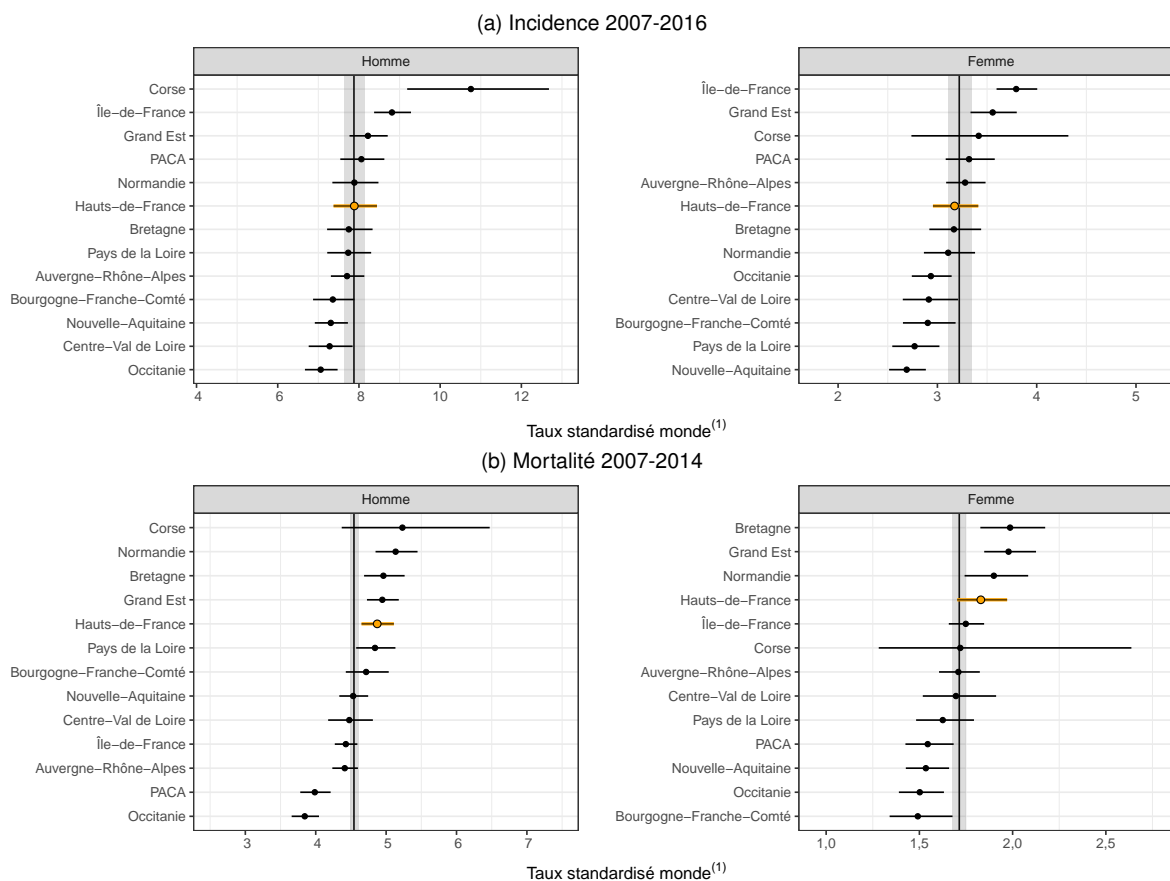 (a) Incidence 2007-2016
Homme
Corse
Île−de−France
Grand Est
PACA
Normandie
Hauts−de−France
Bretagne
Pays de la Loire
Auvergne−Rhône−Alpes
Bourgogne−Franche−Comté
Nouvelle−Aquitaine
Centre−Val de Loire
Occitanie
4 6 8 10 12
Femme
Île−de−France
Grand Est
Corse
PACA
Auvergne−Rhône−Alpes
Hauts−de−France
Bretagne
Normandie
Occitanie
Centre−Val de Loire
Bourgogne−Franche−Comté
Pays de la Loire
Nouvelle−Aquitaine
2 3 4 5
Taux standardisé monde(1)
(b) Mortalité 2007-2014
Homme
Corse
Normandie
Bretagne
Grand Est
Hauts−de−France
Pays de la Loire
Bourgogne−Franche−Comté
Nouvelle−Aquitaine
Centre−Val de Loire
Île−de−France
Auvergne−Rhône−Alpes
PACA
Occitanie
3 4 5 6 7
Femme
Bretagne
Grand Est
Normandie
Hauts−de−France
Île−de−France
Corse
Auvergne−Rhône−Alpes
Centre−Val de Loire
Pays de la Loire
PACA
Nouvelle−Aquitaine
Occitanie
Bourgogne−Franche−Comté
1,0 1,5 2,0 2,5
Taux standardisé monde(1)